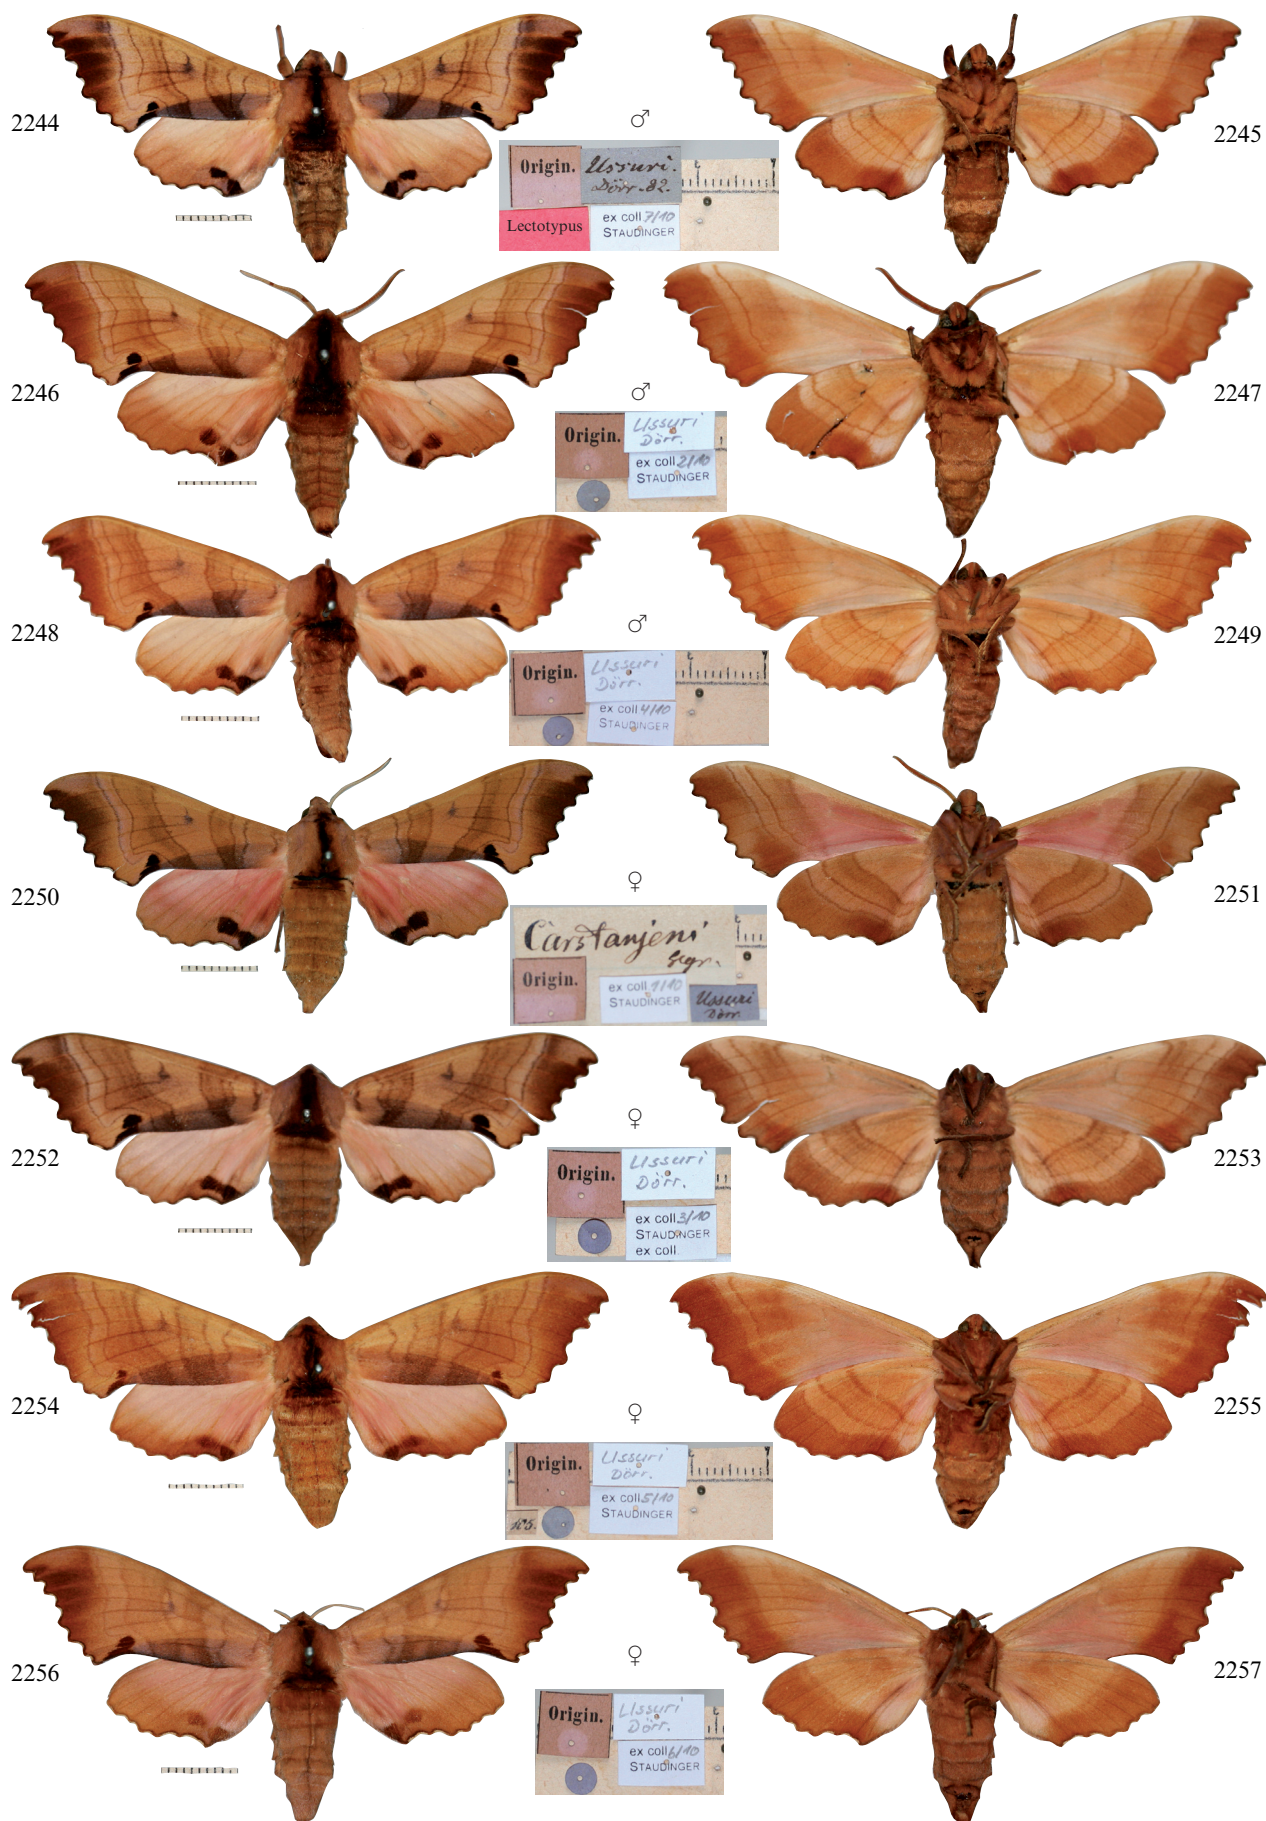 2244
♂
2245
Origin.
Ussuri.
Dörr. 82.
Lectotypus
ex coll 7/10
STAUDINGER
2246
♂
2247
Origin.
Ussuri
Dörr.
ex coll 2/10
STAUDINGER
2248
♂
2249
Origin.
Ussuri
Dörr.
ex coll 4/10
STAUDINGER
2250
♀
2251
Carstanjeni
Stgr.
Origin.
ex coll 1/10
STAUDINGER
Ussuri
Dörr.
2252
♀
2253
Origin.
Ussuri
Dörr.
ex coll 3/10
STAUDINGER
ex coll
2254
♀
2255
Origin.
Ussuri
Dörr.
ex coll 5/10
STAUDINGER
2256
♀
2257
Origin.
Ussuri
Dörr.
ex coll 6/10
STAUDINGER